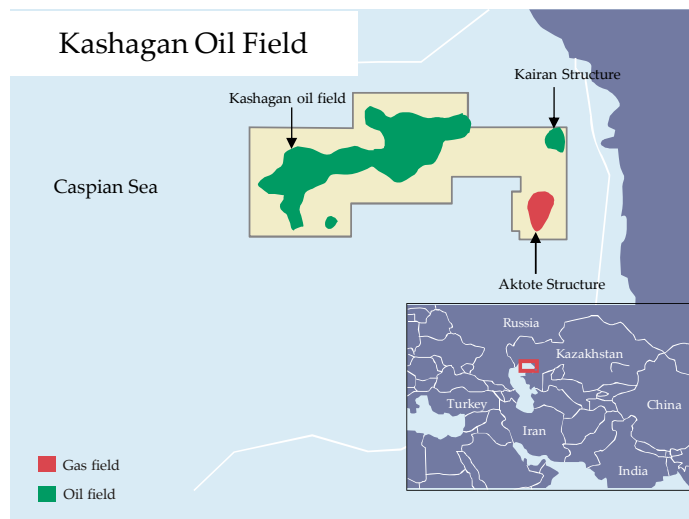 Kashagan Oil Field
Kairan Structure
Kashagan oil field
Caspian Sea
Aktote Structure
Russia
Kazakhstan
Turkey
China
Iran
India
Gas field
Oil field